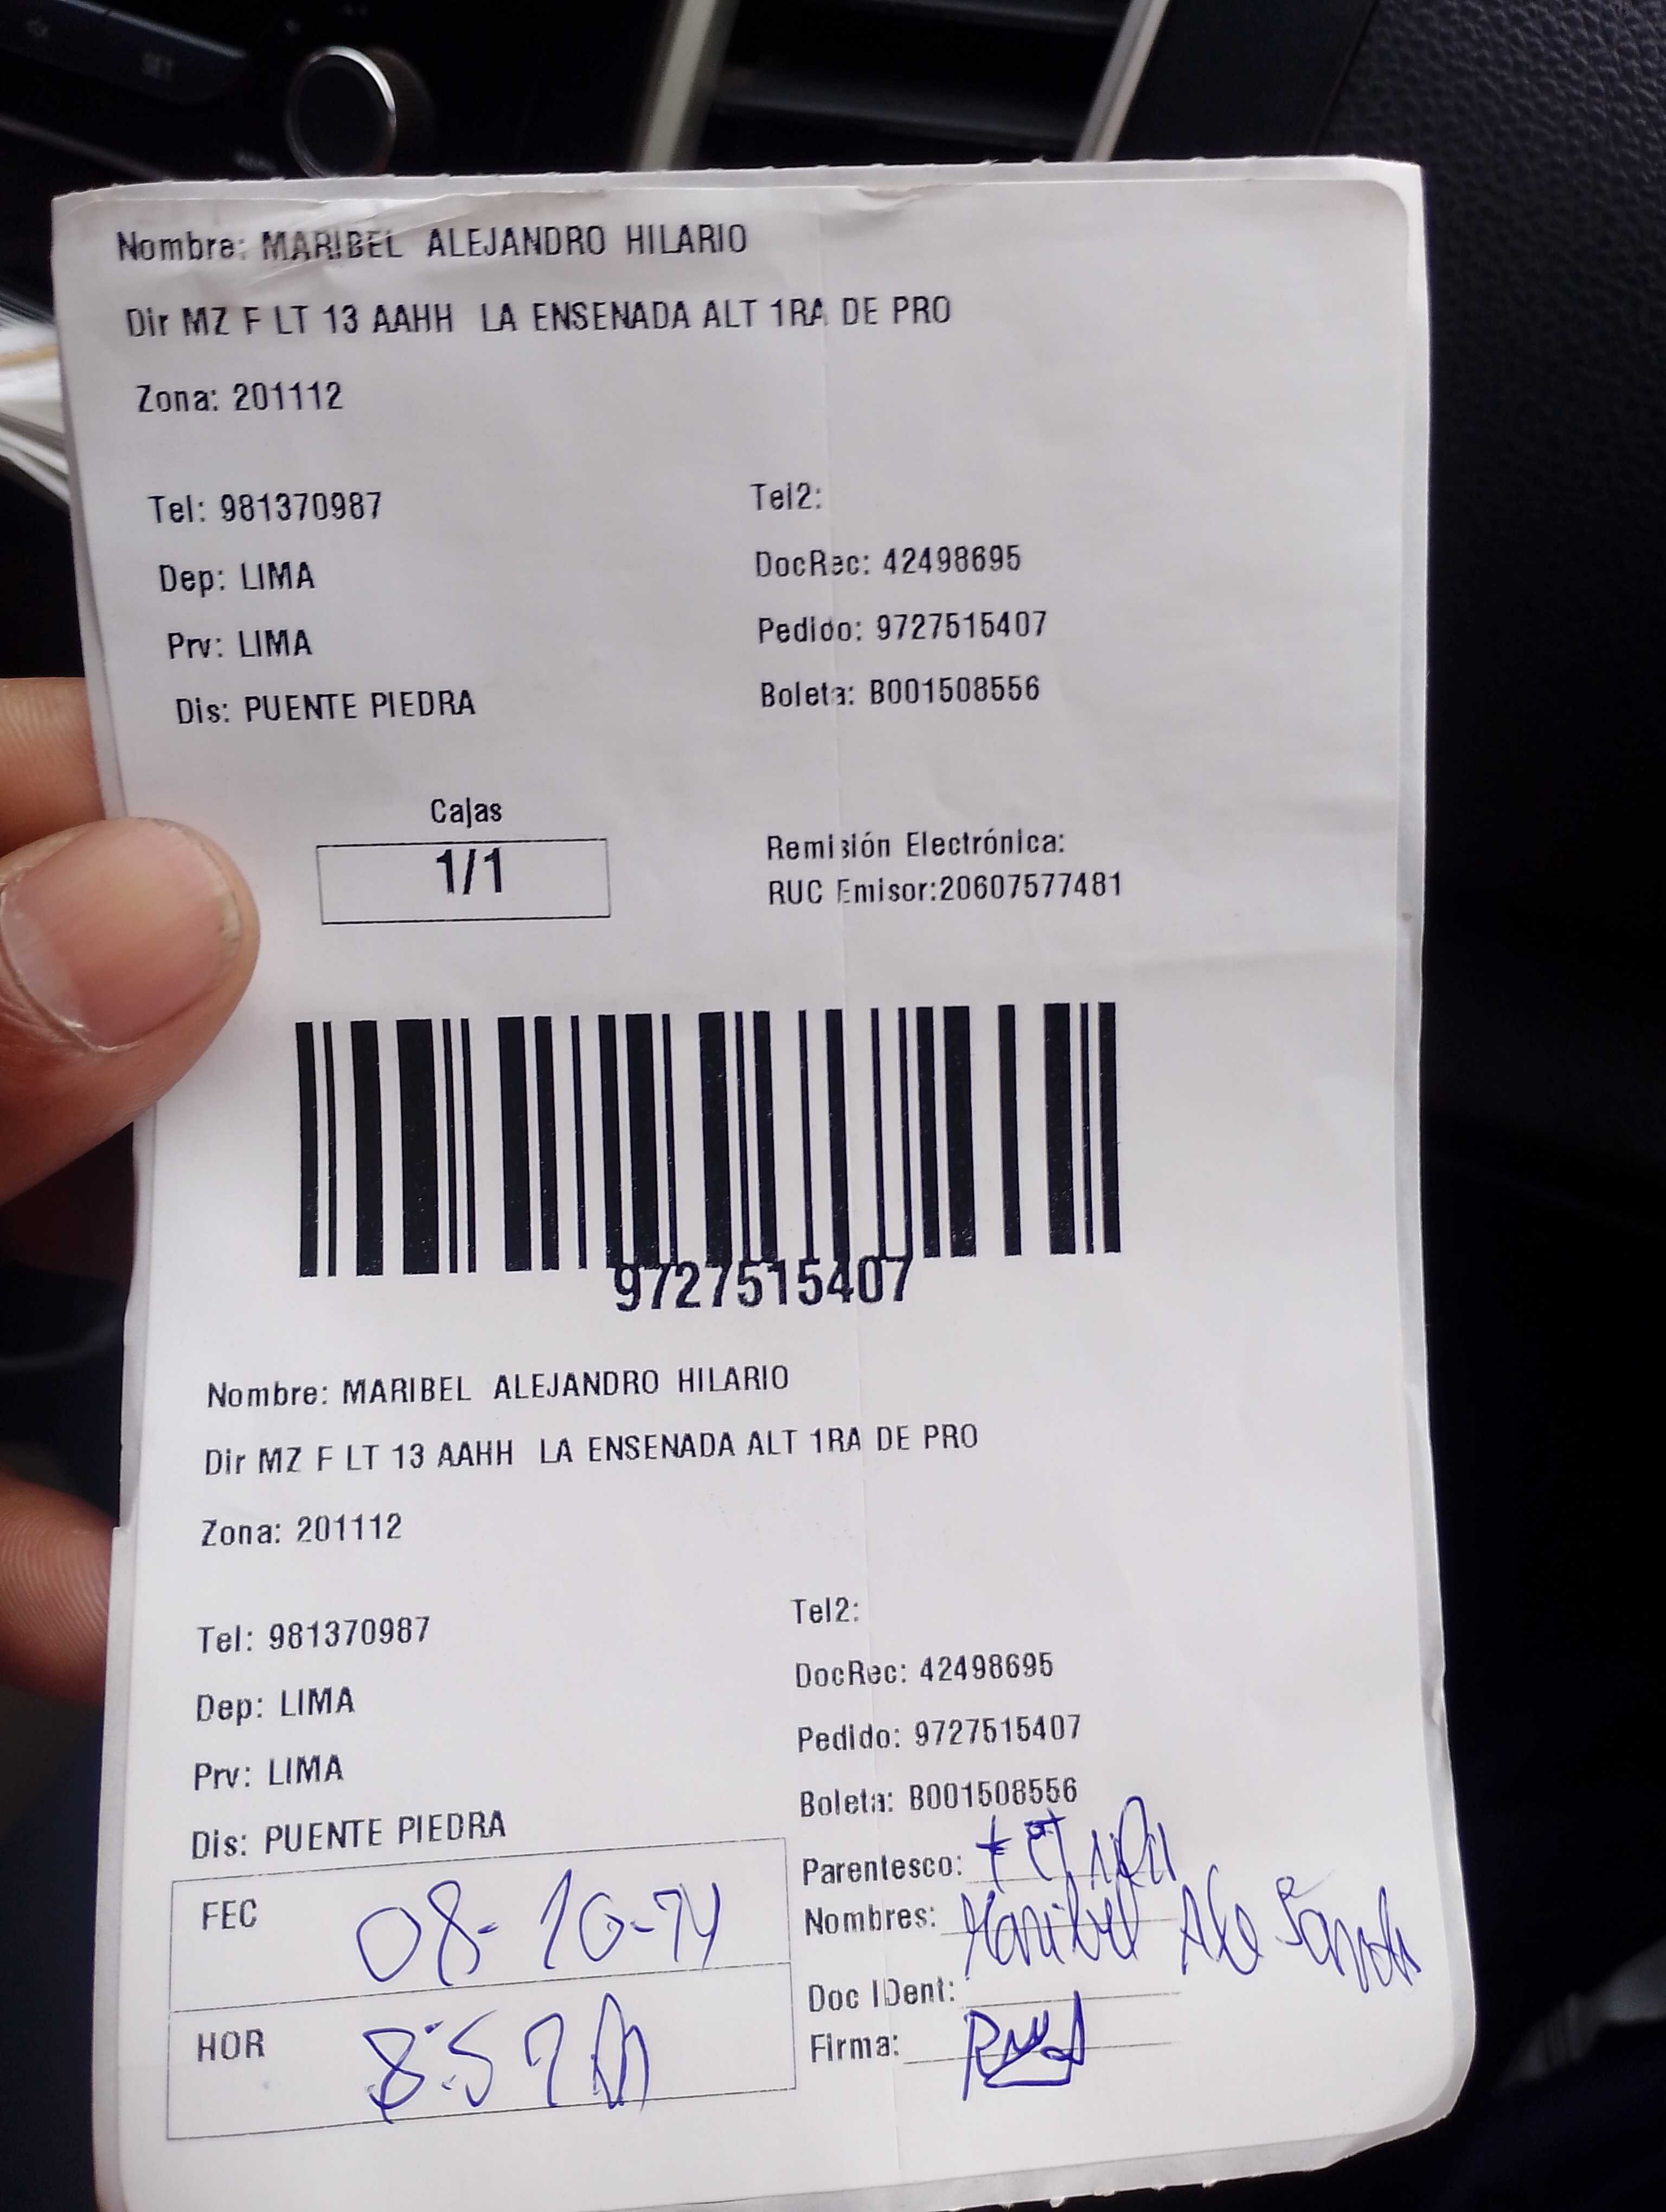 SET
Nombre: MARIBEL ALEJANDRO HILARIO
Dir MZ F LT 13 AAHH LA ENSENADA ALT 1RA DE PRO
Zona: 201112
Tel: 981370987 Tel2:
Dep: LIMA DocRec: 42498695
Prv: LIMA Pedido: 9727515407
Dis: PUENTE PIEDRA Boleta: B001508556
Cajas
1/1
Remisión Electrónica:
RUC Emisor:20607577481
9727515407
Nombre: MARIBEL ALEJANDRO HILARIO
Dir MZ F LT 13 AAHH LA ENSENADA ALT 1RA DE PRO
Zona: 201112
Tel: 981370987 Tel2:
Dep: LIMA DocRec: 42498695
Prv: LIMA Pedido: 9727515407
Dis: PUENTE PIEDRA Boleta: B001508556
Parentesco:
FEC 08-10-24
Nombres: Maribel
Doc IDent:
HOR 8:59
Firma: